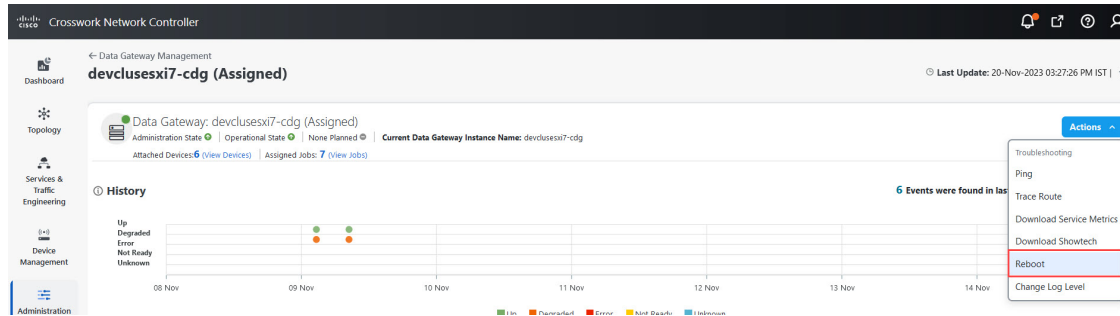 cisco Crosswork Network Controller
← Data Gateway Management
devclusesxi7-cdg (Assigned)
Last Update: 20-Nov-2023 03:27:26 PM IST |
Dashboard
Topology
Services &
Traffic
Engineering
Device
Management
Administration
Data Gateway: devclusesxi7-cdg (Assigned)
Administration State | Operational State | None Planned | Current Data Gateway Instance Name: devclusesxi7-cdg
Attached Devices:6 (View Devices) | Assigned Jobs: 7 (View Jobs)
Actions
Troubleshooting
Ping
Trace Route
Download Service Metrics
Download Showtech
Reboot
Change Log Level
History
6 Events were found in las
Up
Degraded
Error
Not Ready
Unknown
08 Nov 09 Nov 10 Nov 11 Nov 12 Nov 13 Nov 14 Nov
Up Degraded Error Not Ready Unknown